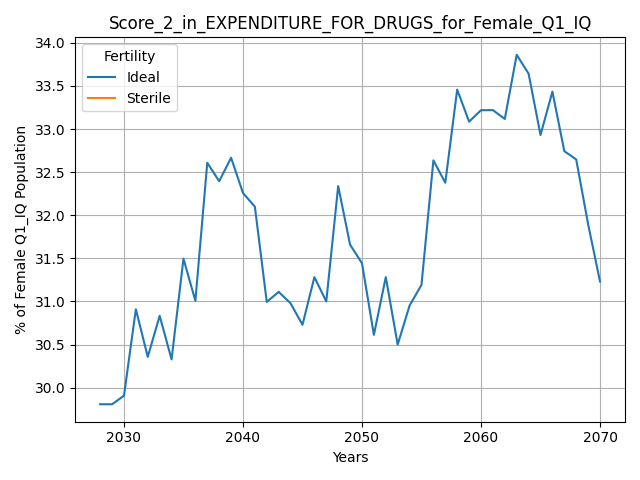 Score_2_in_EXPENDITURE_FOR_DRUGS_for_Female_Q1_IQ
Fertility
Ideal
Sterile
% of Female Q1_IQ Population
34.0
33.5
33.0
32.5
32.0
31.5
31.0
30.5
30.0
2030 2040 2050 2060 2070
Years